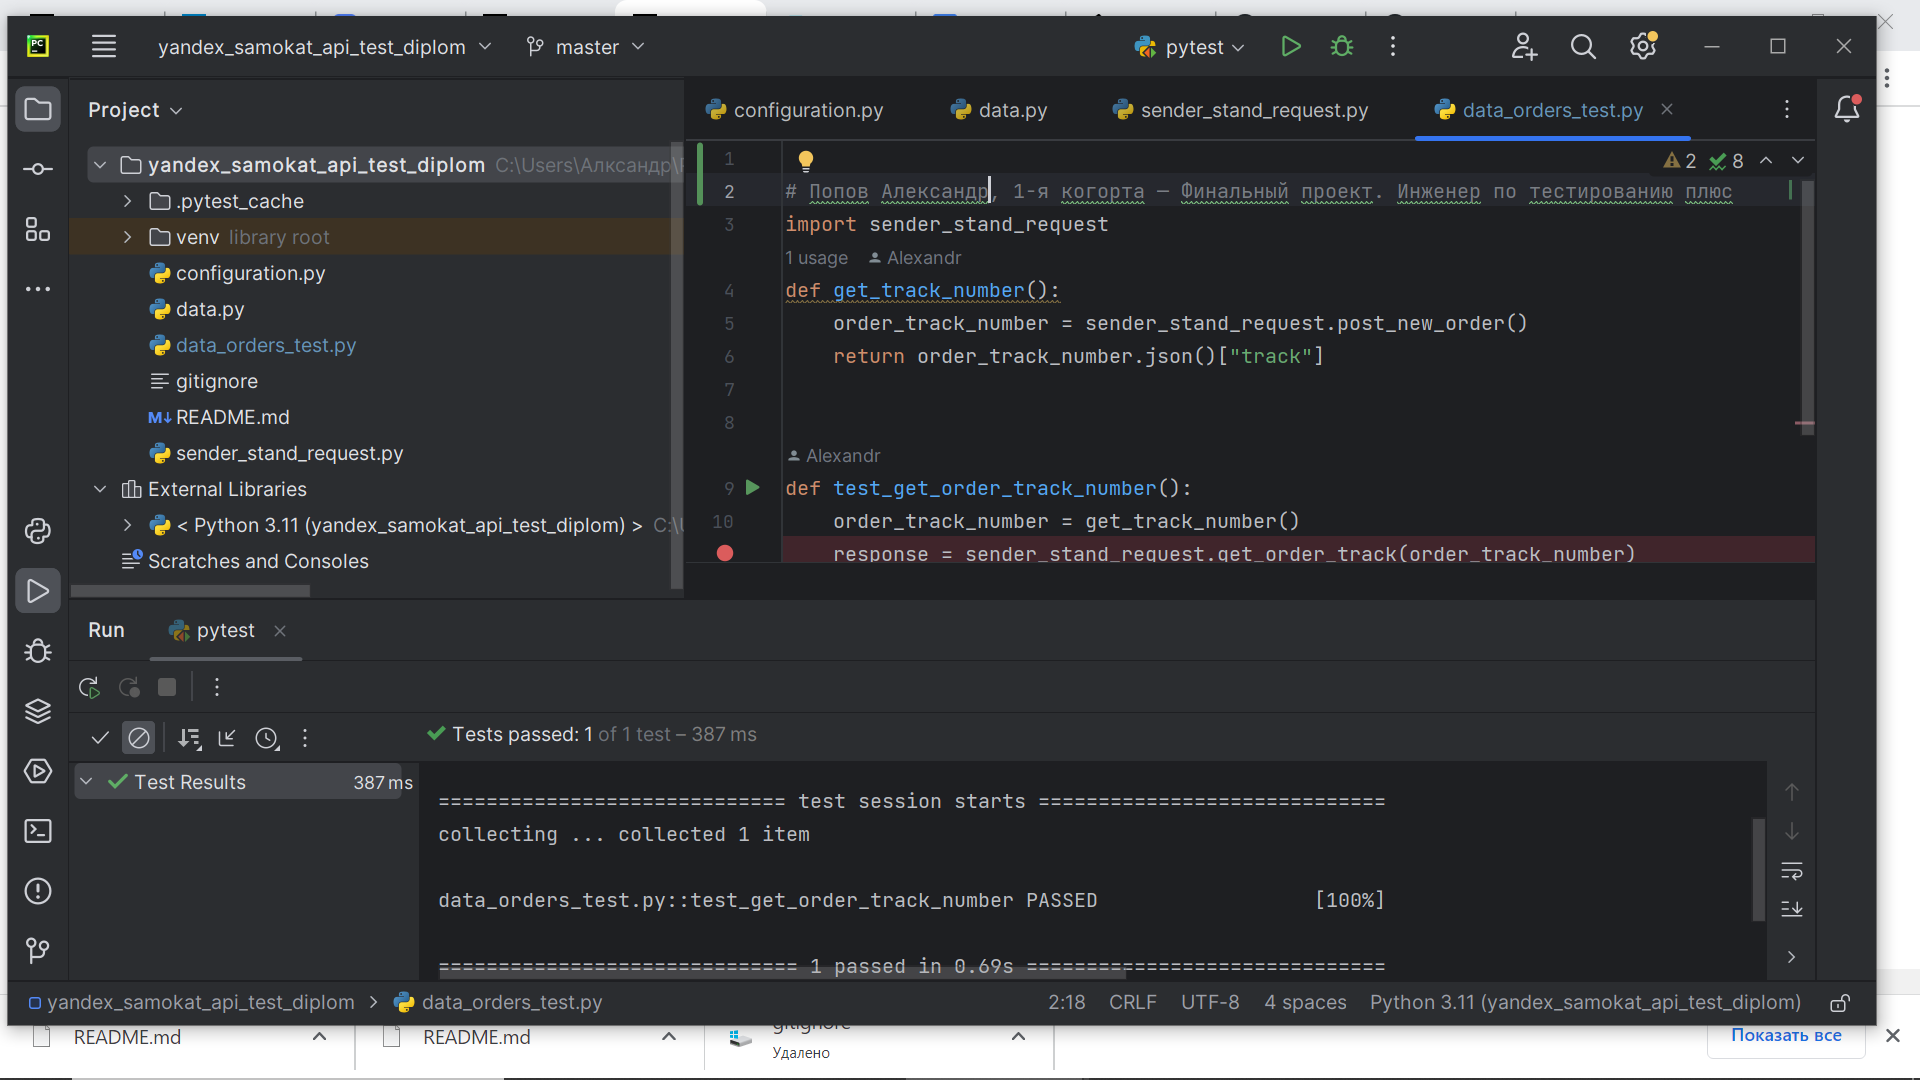 PC yandex_samokat_api_test_diplom master pytest
Project
yandex_samokat_api_test_diplom C:\Users\Алксандр\
.pytest_cache
venv library root
configuration.py
data.py
data_orders_test.py
gitignore
README.md
sender_stand_request.py
External Libraries
< Python 3.11 (yandex_samokat_api_test_diplom) > C:\
Scratches and Consoles
configuration.py data.py sender_stand_request.py data_orders_test.py
1 2 8
2 # Попов Александр, 1-я когорта — Финальный проект. Инженер по тестированию плюс
3 import sender_stand_request
1 usage Alexandr
4 def get_track_number():
5 order_track_number = sender_stand_request.post_new_order()
6 return order_track_number.json()["track"]
7
8
Alexandr
9 def test_get_order_track_number():
10 order_track_number = get_track_number()
response = sender_stand_request.get_order_track(order_track_number)
Run pytest
Tests passed: 1 of 1 test – 387 ms
Test Results 387 ms
============================= test session starts =============================
collecting ... collected 1 item
data_orders_test.py::test_get_order_track_number PASSED [100%]
============================== 1 passed in 0.69s ==============================
yandex_samokat_api_test_diplom > data_orders_test.py 2:18 CRLF UTF-8 4 spaces Python 3.11 (yandex_samokat_api_test_diplom)
README.md
README.md
gitignore
Удалено
Показать все